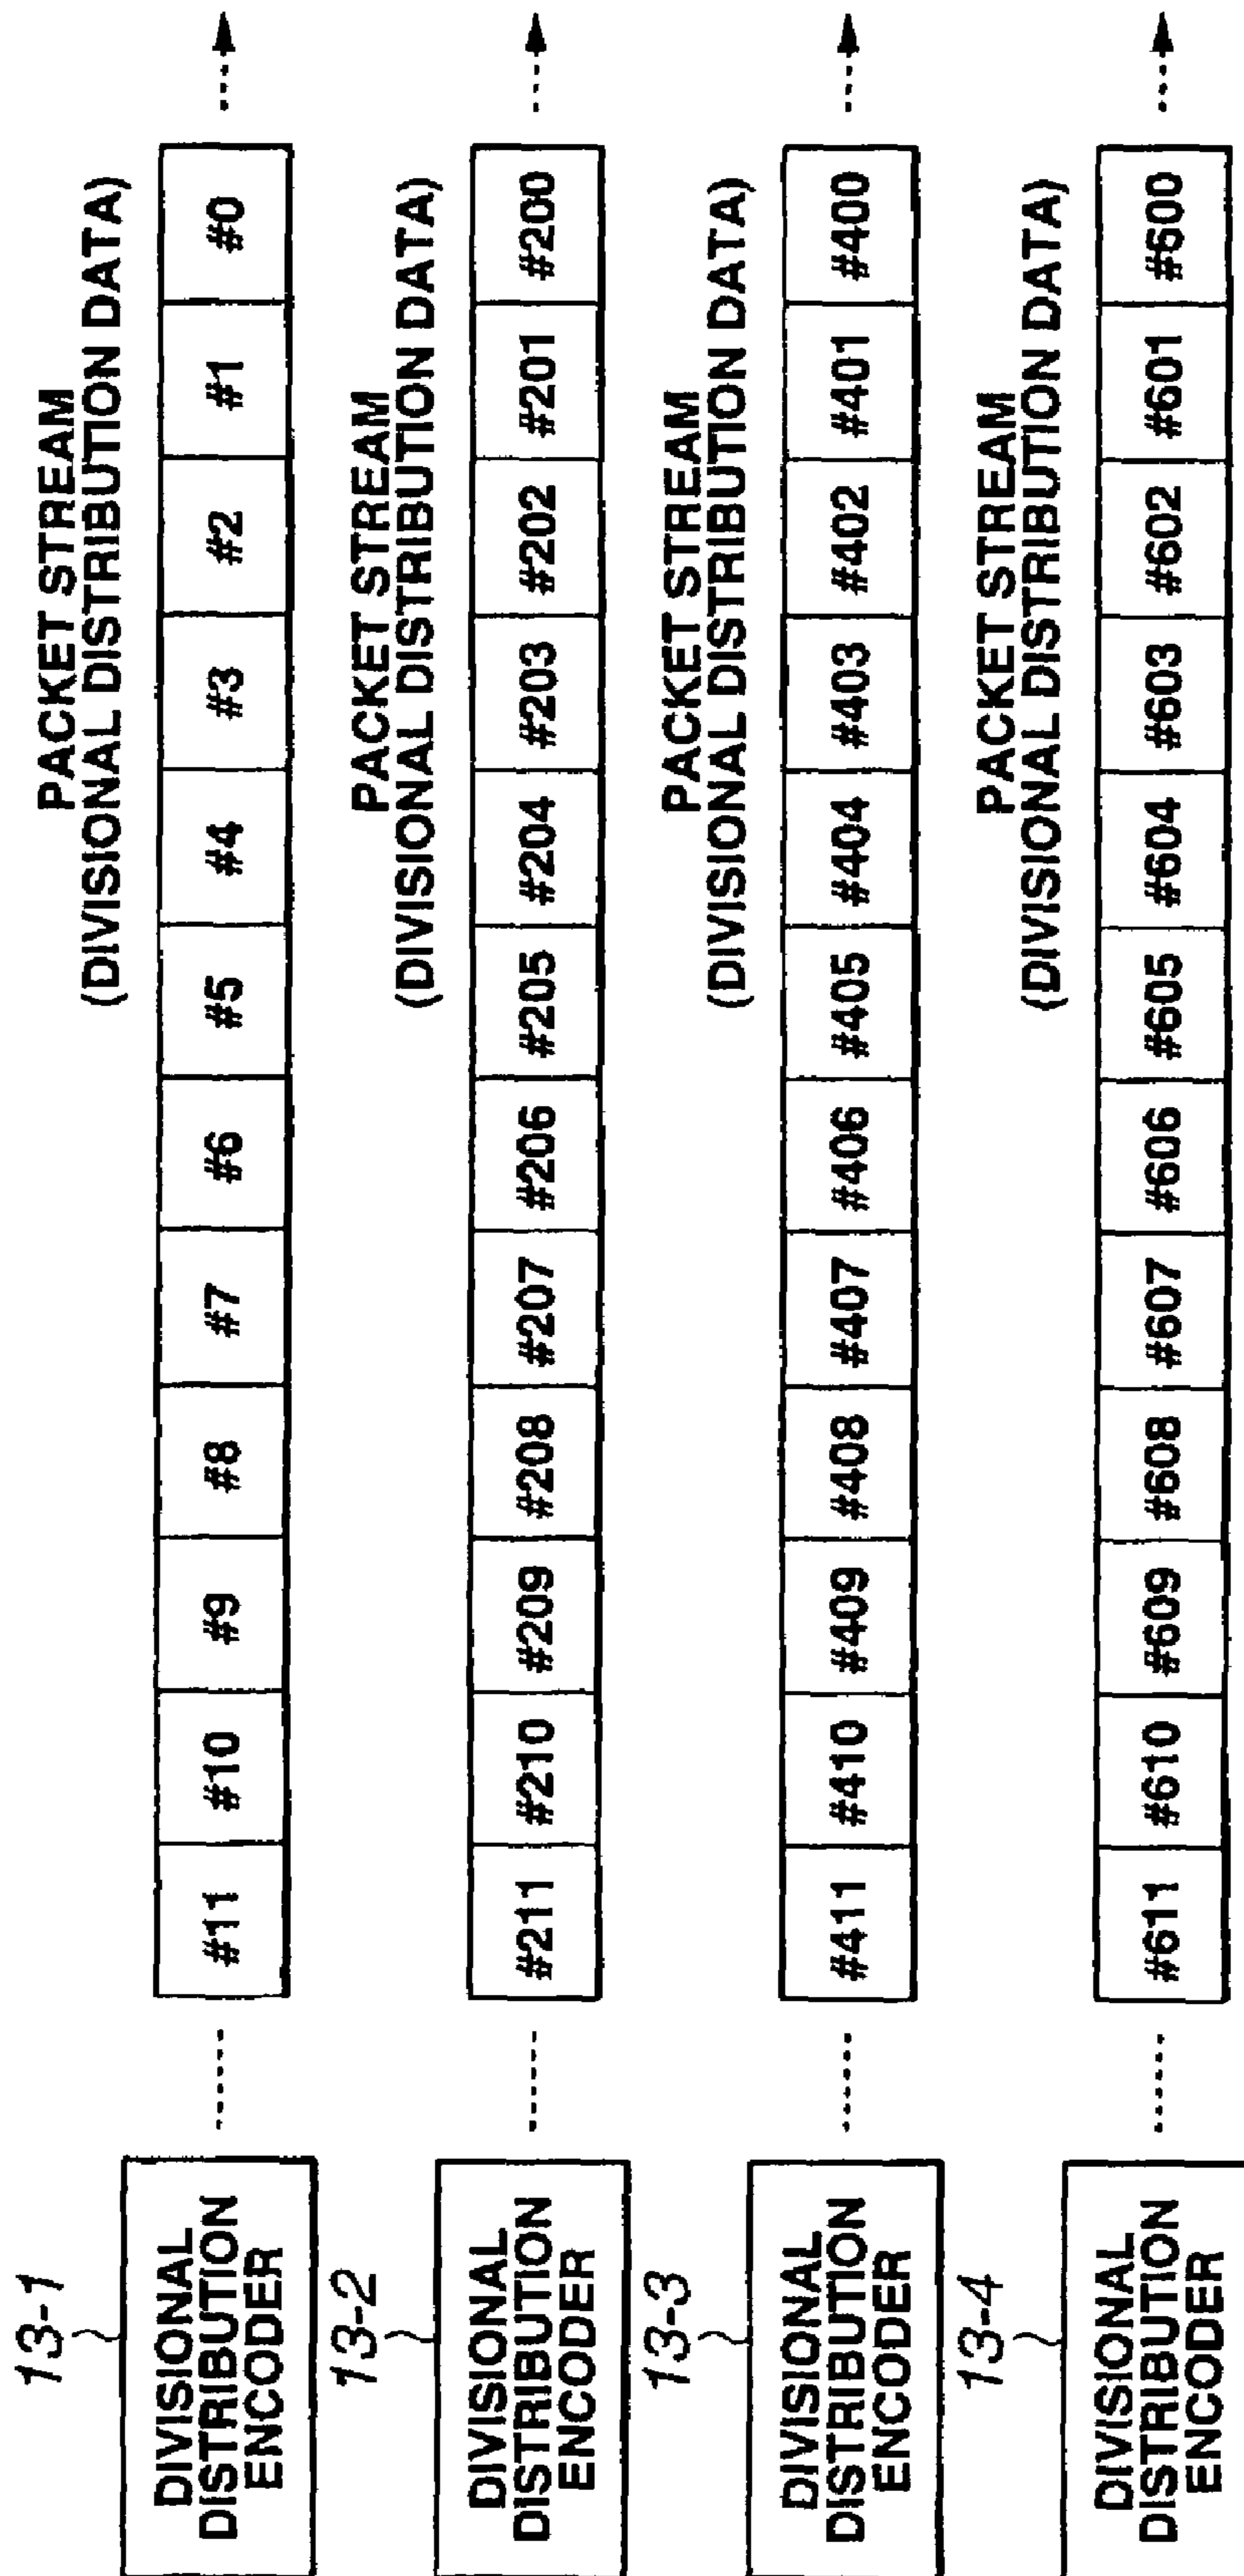 13-1
DIVISIONAL
DISTRIBUTION
ENCODER
PACKET STREAM
(DIVISIONAL DISTRIBUTION DATA)
#11 #10 #9 #8 #7 #6 #5 #4 #3 #2 #1 #0
13-2
DIVISIONAL
DISTRIBUTION
ENCODER
PACKET STREAM
(DIVISIONAL DISTRIBUTION DATA)
#211 #210 #209 #208 #207 #206 #205 #204 #203 #202 #201 #200
13-3
DIVISIONAL
DISTRIBUTION
ENCODER
PACKET STREAM
(DIVISIONAL DISTRIBUTION DATA)
#411 #410 #409 #408 #407 #406 #405 #404 #403 #402 #401 #400
13-4
DIVISIONAL
DISTRIBUTION
ENCODER
PACKET STREAM
(DIVISIONAL DISTRIBUTION DATA)
#611 #610 #609 #608 #607 #606 #605 #604 #603 #602 #601 #600